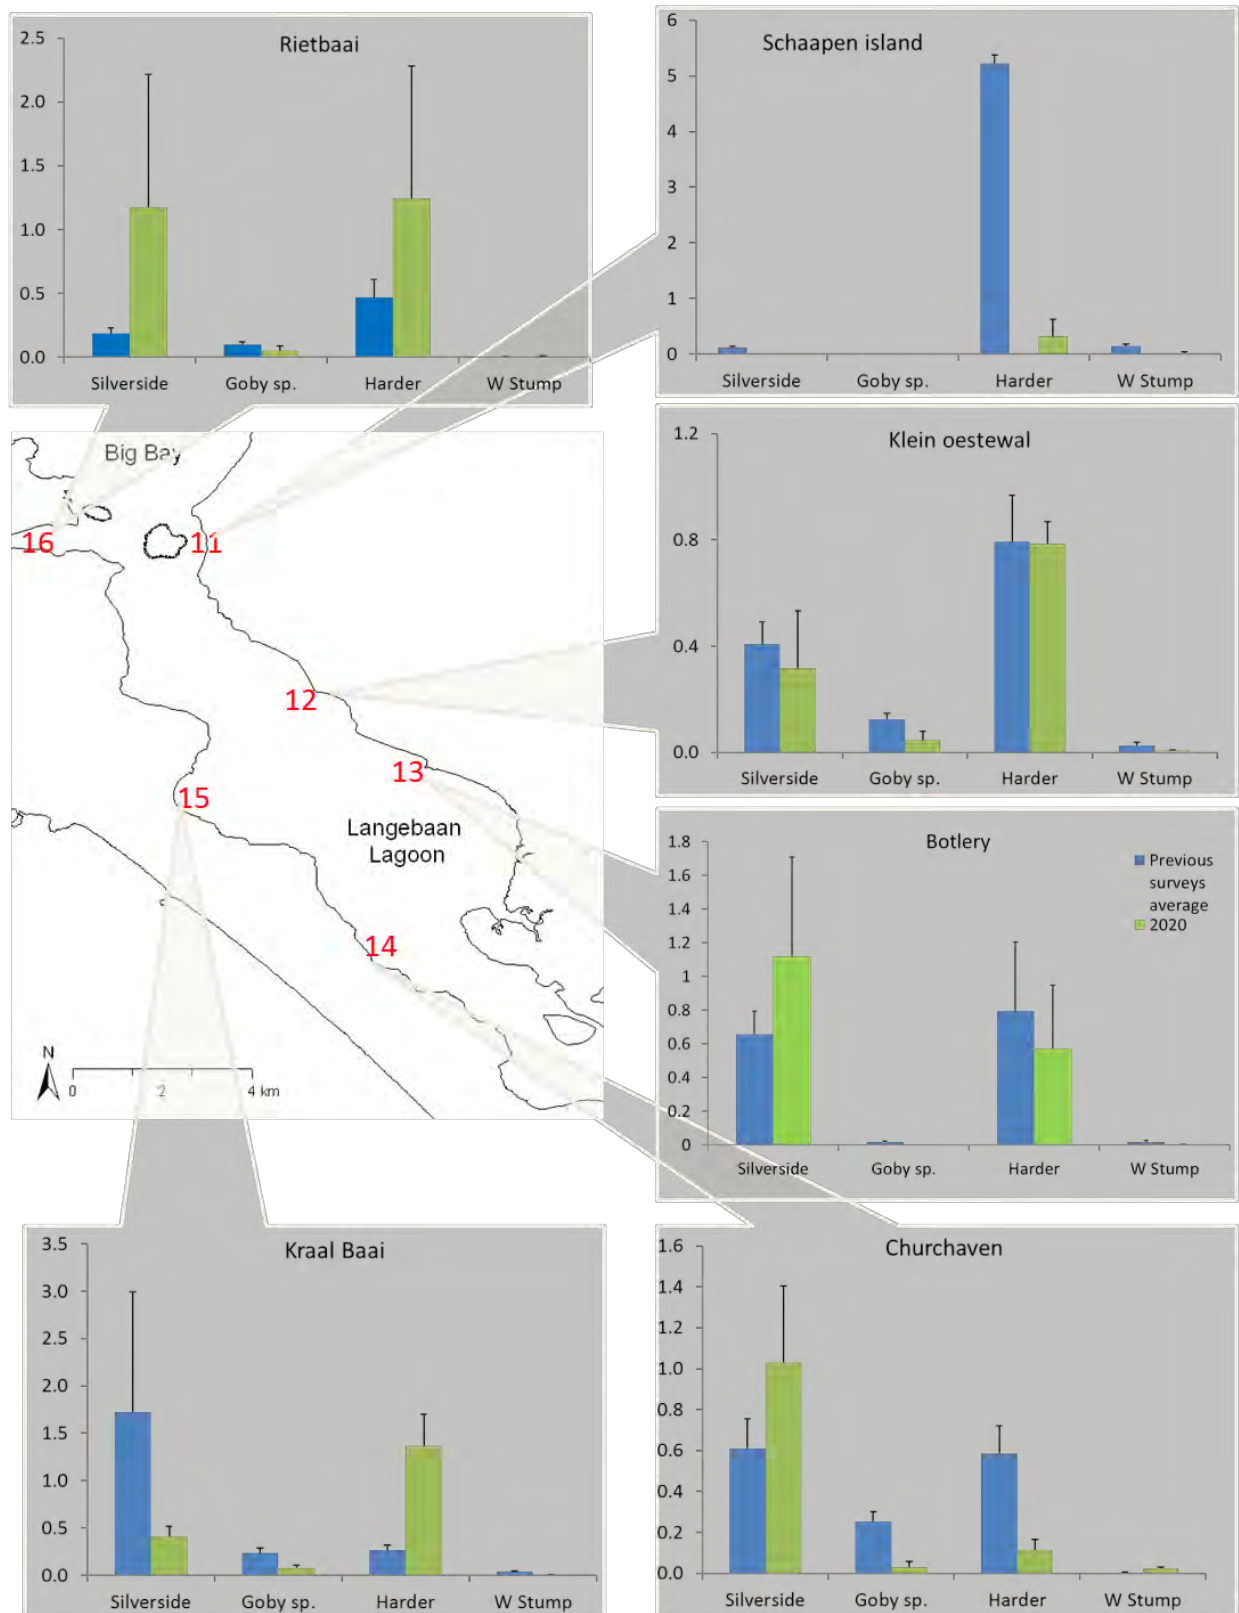 Rietbaai
2.5
2.0
1.5
1.0
0.5
0.0
Silverside Goby sp. Harder W Stump
Schaapen island
6
5
4
3
2
1
0
Silverside Goby sp. Harder W Stump
Big Bay
16
11
12
13
15
Langebaan
Lagoon
14
N
0 2 4 km
Klein oestewal
1.2
0.8
0.4
0.0
Silverside Goby sp. Harder W Stump
Botlery
1.8
1.6
1.4
1.2
1
0.8
0.6
0.4
0.2
0
Previous
surveys
average
2020
Silverside Goby sp. Harder W Stump
Kraal Baai
3.5
3.0
2.5
2.0
1.5
1.0
0.5
0.0
Silverside Goby sp. Harder W Stump
Churchaven
1.6
1.4
1.2
1.0
0.8
0.6
0.4
0.2
0.0
Silverside Goby sp. Harder W Stump